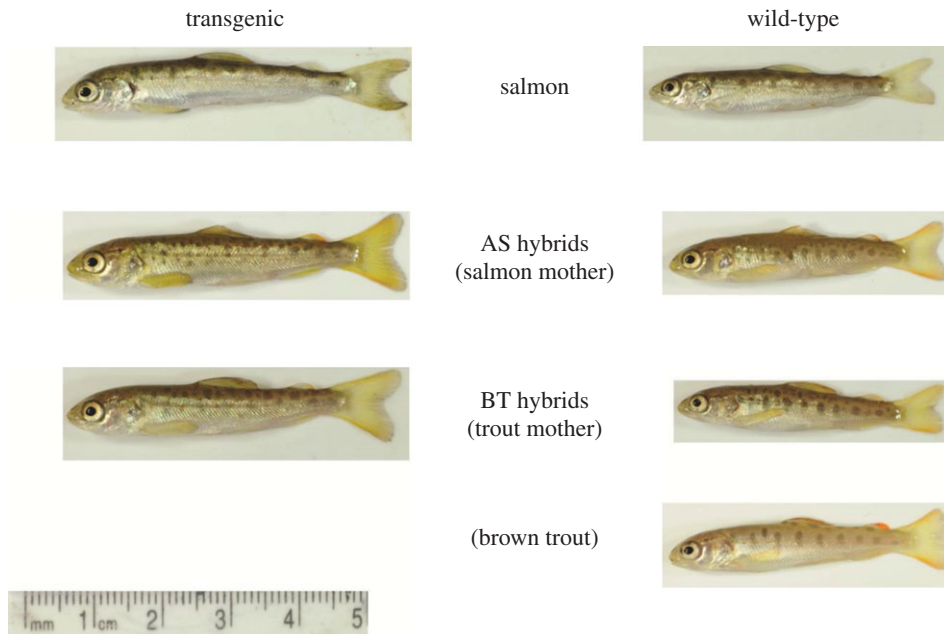 transgenic
wild-type
salmon
AS hybrids
(salmon mother)
BT hybrids
(trout mother)
(brown trout)
mm 1 cm 2 3 4 5